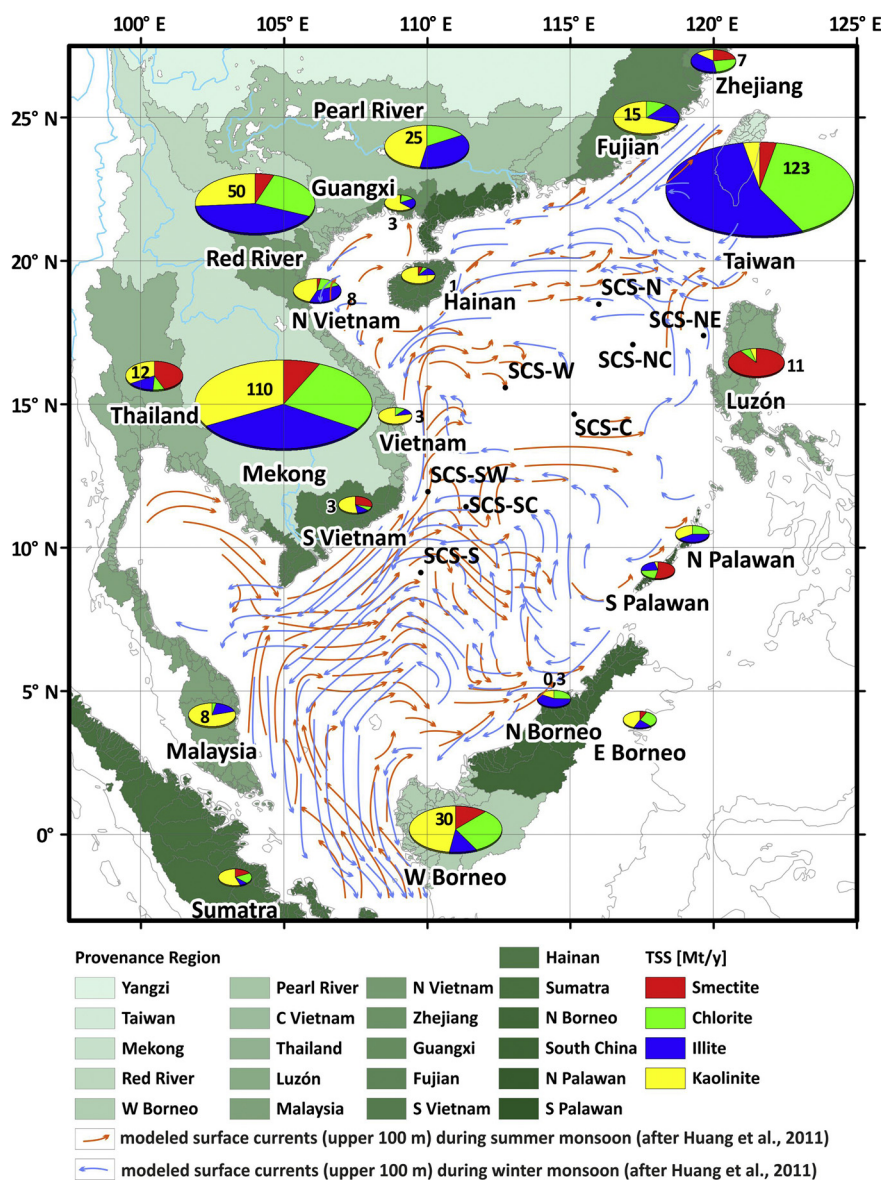 100° E
105° E
110° E
115° E
120° E
125° E
25° N
20° N
15° N
10° N
5° N
0°
7
Zhejiang
Pearl River
25
15
Fujian
123
Taiwan
Guangxi
3
50
Red River
8
N Vietnam
1
Hainan
SCS-N
SCS-NE
SCS-NC
SCS-W
11
Luzón
12
Thailand
110
Mekong
3
Vietnam
SCS-C
SCS-SW
SCS-SC
3
S Vietnam
SCS-S
N Palawan
S Palawan
8
Malaysia
0,3
N Borneo
E Borneo
30
W Borneo
Sumatra
Provenance Region
Hainan
TSS [Mt/y]
Yangzi
Pearl River
N Vietnam
Sumatra
Smectite
Taiwan
C Vietnam
Zhejiang
N Borneo
Chlorite
Mekong
Thailand
Guangxi
South China
Illite
Red River
Luzón
Fujian
N Palawan
Kaolinite
W Borneo
Malaysia
S Vietnam
S Palawan
modeled surface currents (upper 100 m) during summer monsoon (after Huang et al., 2011)
modeled surface currents (upper 100 m) during winter monsoon (after Huang et al., 2011)